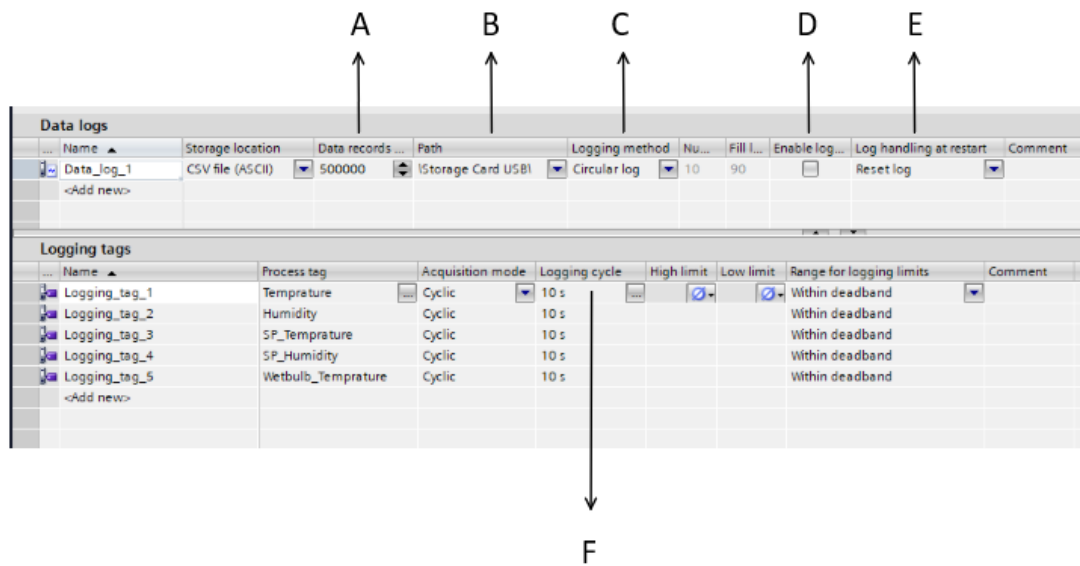 A B C D E
Data logs
... Name Storage location Data records ... Path Logging method Nu... Fill l... Enable log... Log handling at restart Comment
Data_log_1 CSV file (ASCII) 500000 \Storage Card USB\ Circular log 10 90 Reset log
<Add new>
Logging tags
... Name Process tag Acquisition mode Logging cycle High limit Low limit Range for logging limits Comment
Logging_tag_1 Temprature ... Cyclic 10 s ... Within deadband
Logging_tag_2 Humidity Cyclic 10 s Within deadband
Logging_tag_3 SP_Temprature Cyclic 10 s Within deadband
Logging_tag_4 SP_Humidity Cyclic 10 s Within deadband
Logging_tag_5 Wetbulb_Temprature Cyclic 10 s Within deadband
<Add new>
F